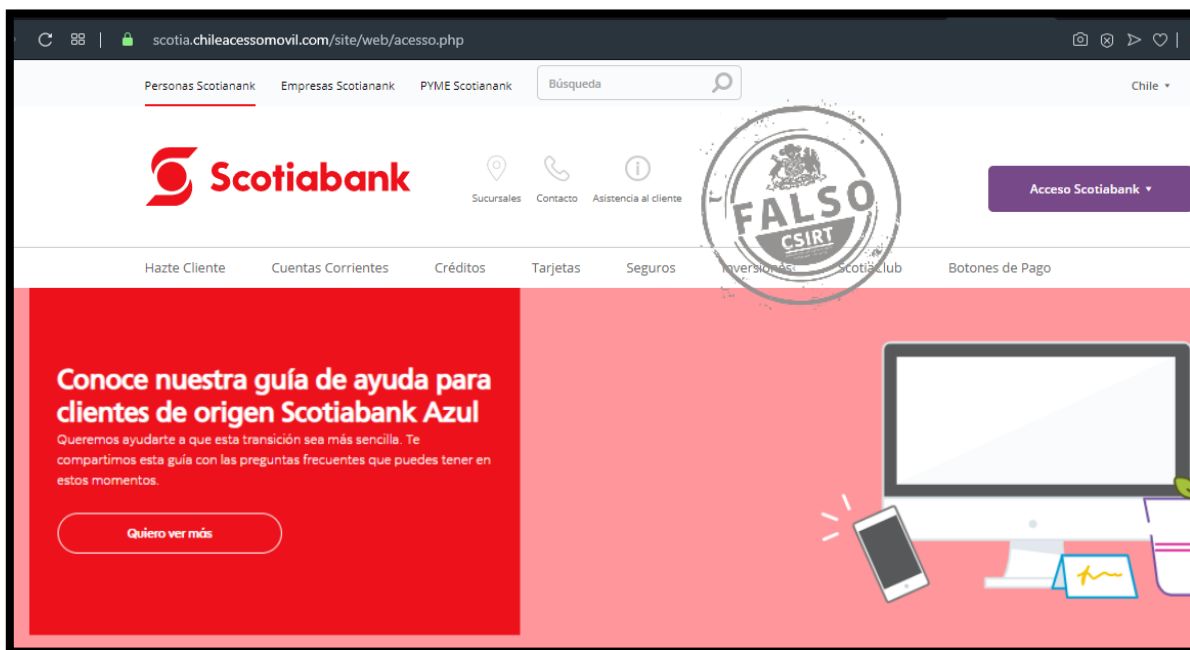 scotia.chileacessomovil.com/site/web/acesso.php
Personas Scotianank Empresas Scotianank PYME Scotianank Búsqueda Chile
Scotiabank
Sucursales Contacto Asistencia al cliente
Acceso Scotiabank
FALSO
CSIRT
Hazte Cliente Cuentas Corrientes Créditos Tarjetas Seguros Inversiones ScotiaClub Botones de Pago
Conoce nuestra guía de ayuda para
clientes de origen Scotiabank Azul
Queremos ayudarte a que esta transición sea más sencilla. Te
compartimos esta guía con las preguntas frecuentes que puedes tener en
estos momentos.
Quiero ver más